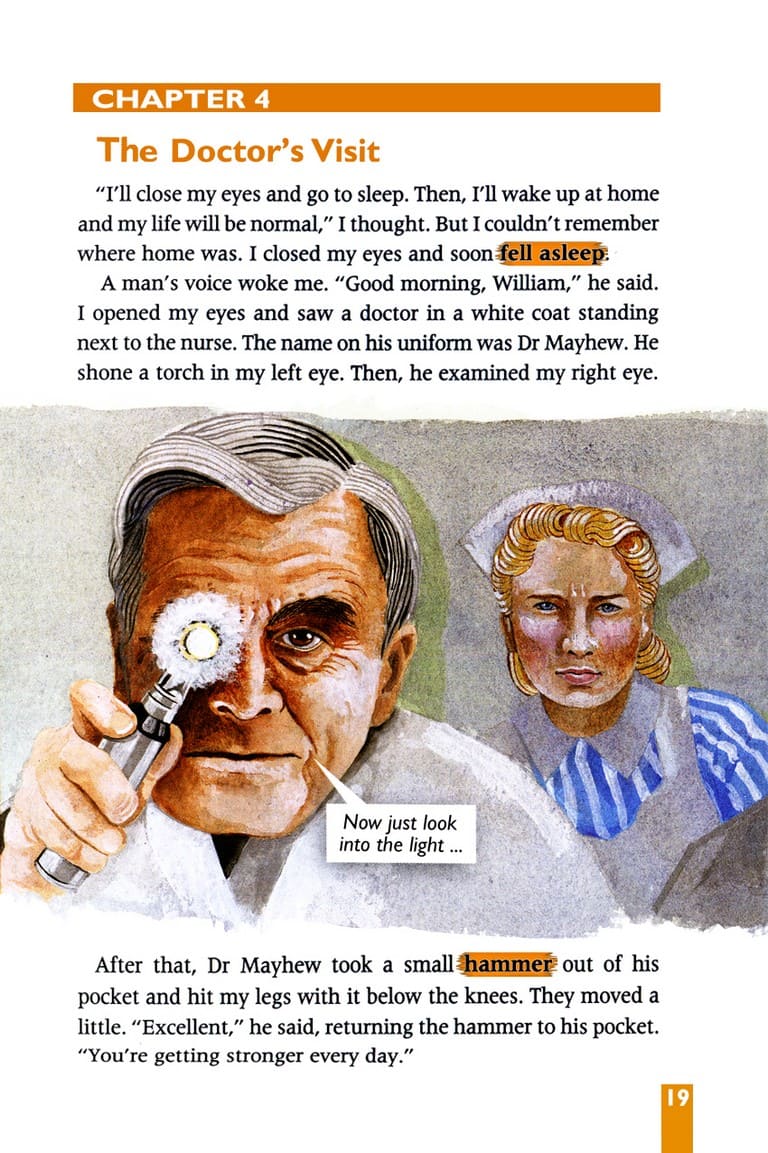 CHAPTER 4
The Doctor's Visit
“I'll close my eyes and go to sleep. Then, I'll wake up at home
and my life will be normal,” I thought. But I couldn't remember
where home was. I closed my eyes and soon fell asleep.
A man's voice woke me. “Good morning, William,” he said.
I opened my eyes and saw a doctor in a white coat standing
next to the nurse. The name on his uniform was Dr Mayhew. He
shone a torch in my left eye. Then, he examined my right eye.
Now just look
into the light ...
After that, Dr Mayhew took a small hammer out of his
pocket and hit my legs with it below the knees. They moved a
little. “Excellent,” he said, returning the hammer to his pocket.
“You're getting stronger every day.”
19